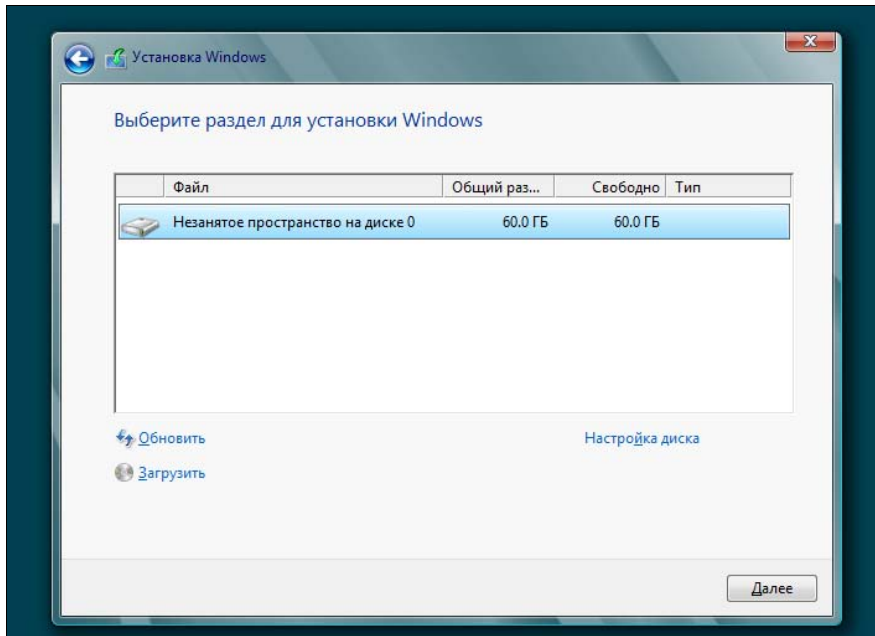 Установка Windows
Выберите раздел для установки Windows
Файл Общий раз... Свободно Тип
Незанятое пространство на диске 0 60.0 ГБ 60.0 ГБ
Обновить Настройка диска
Загрузить
Далее